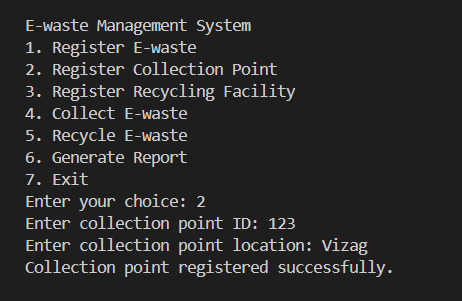 E-waste Management System
1. Register E-waste
2. Register Collection Point
3. Register Recycling Facility
4. Collect E-waste
5. Recycle E-waste
6. Generate Report
7. Exit
Enter your choice: 2
Enter collection point ID: 123
Enter collection point location: Vizag
Collection point registered successfully.